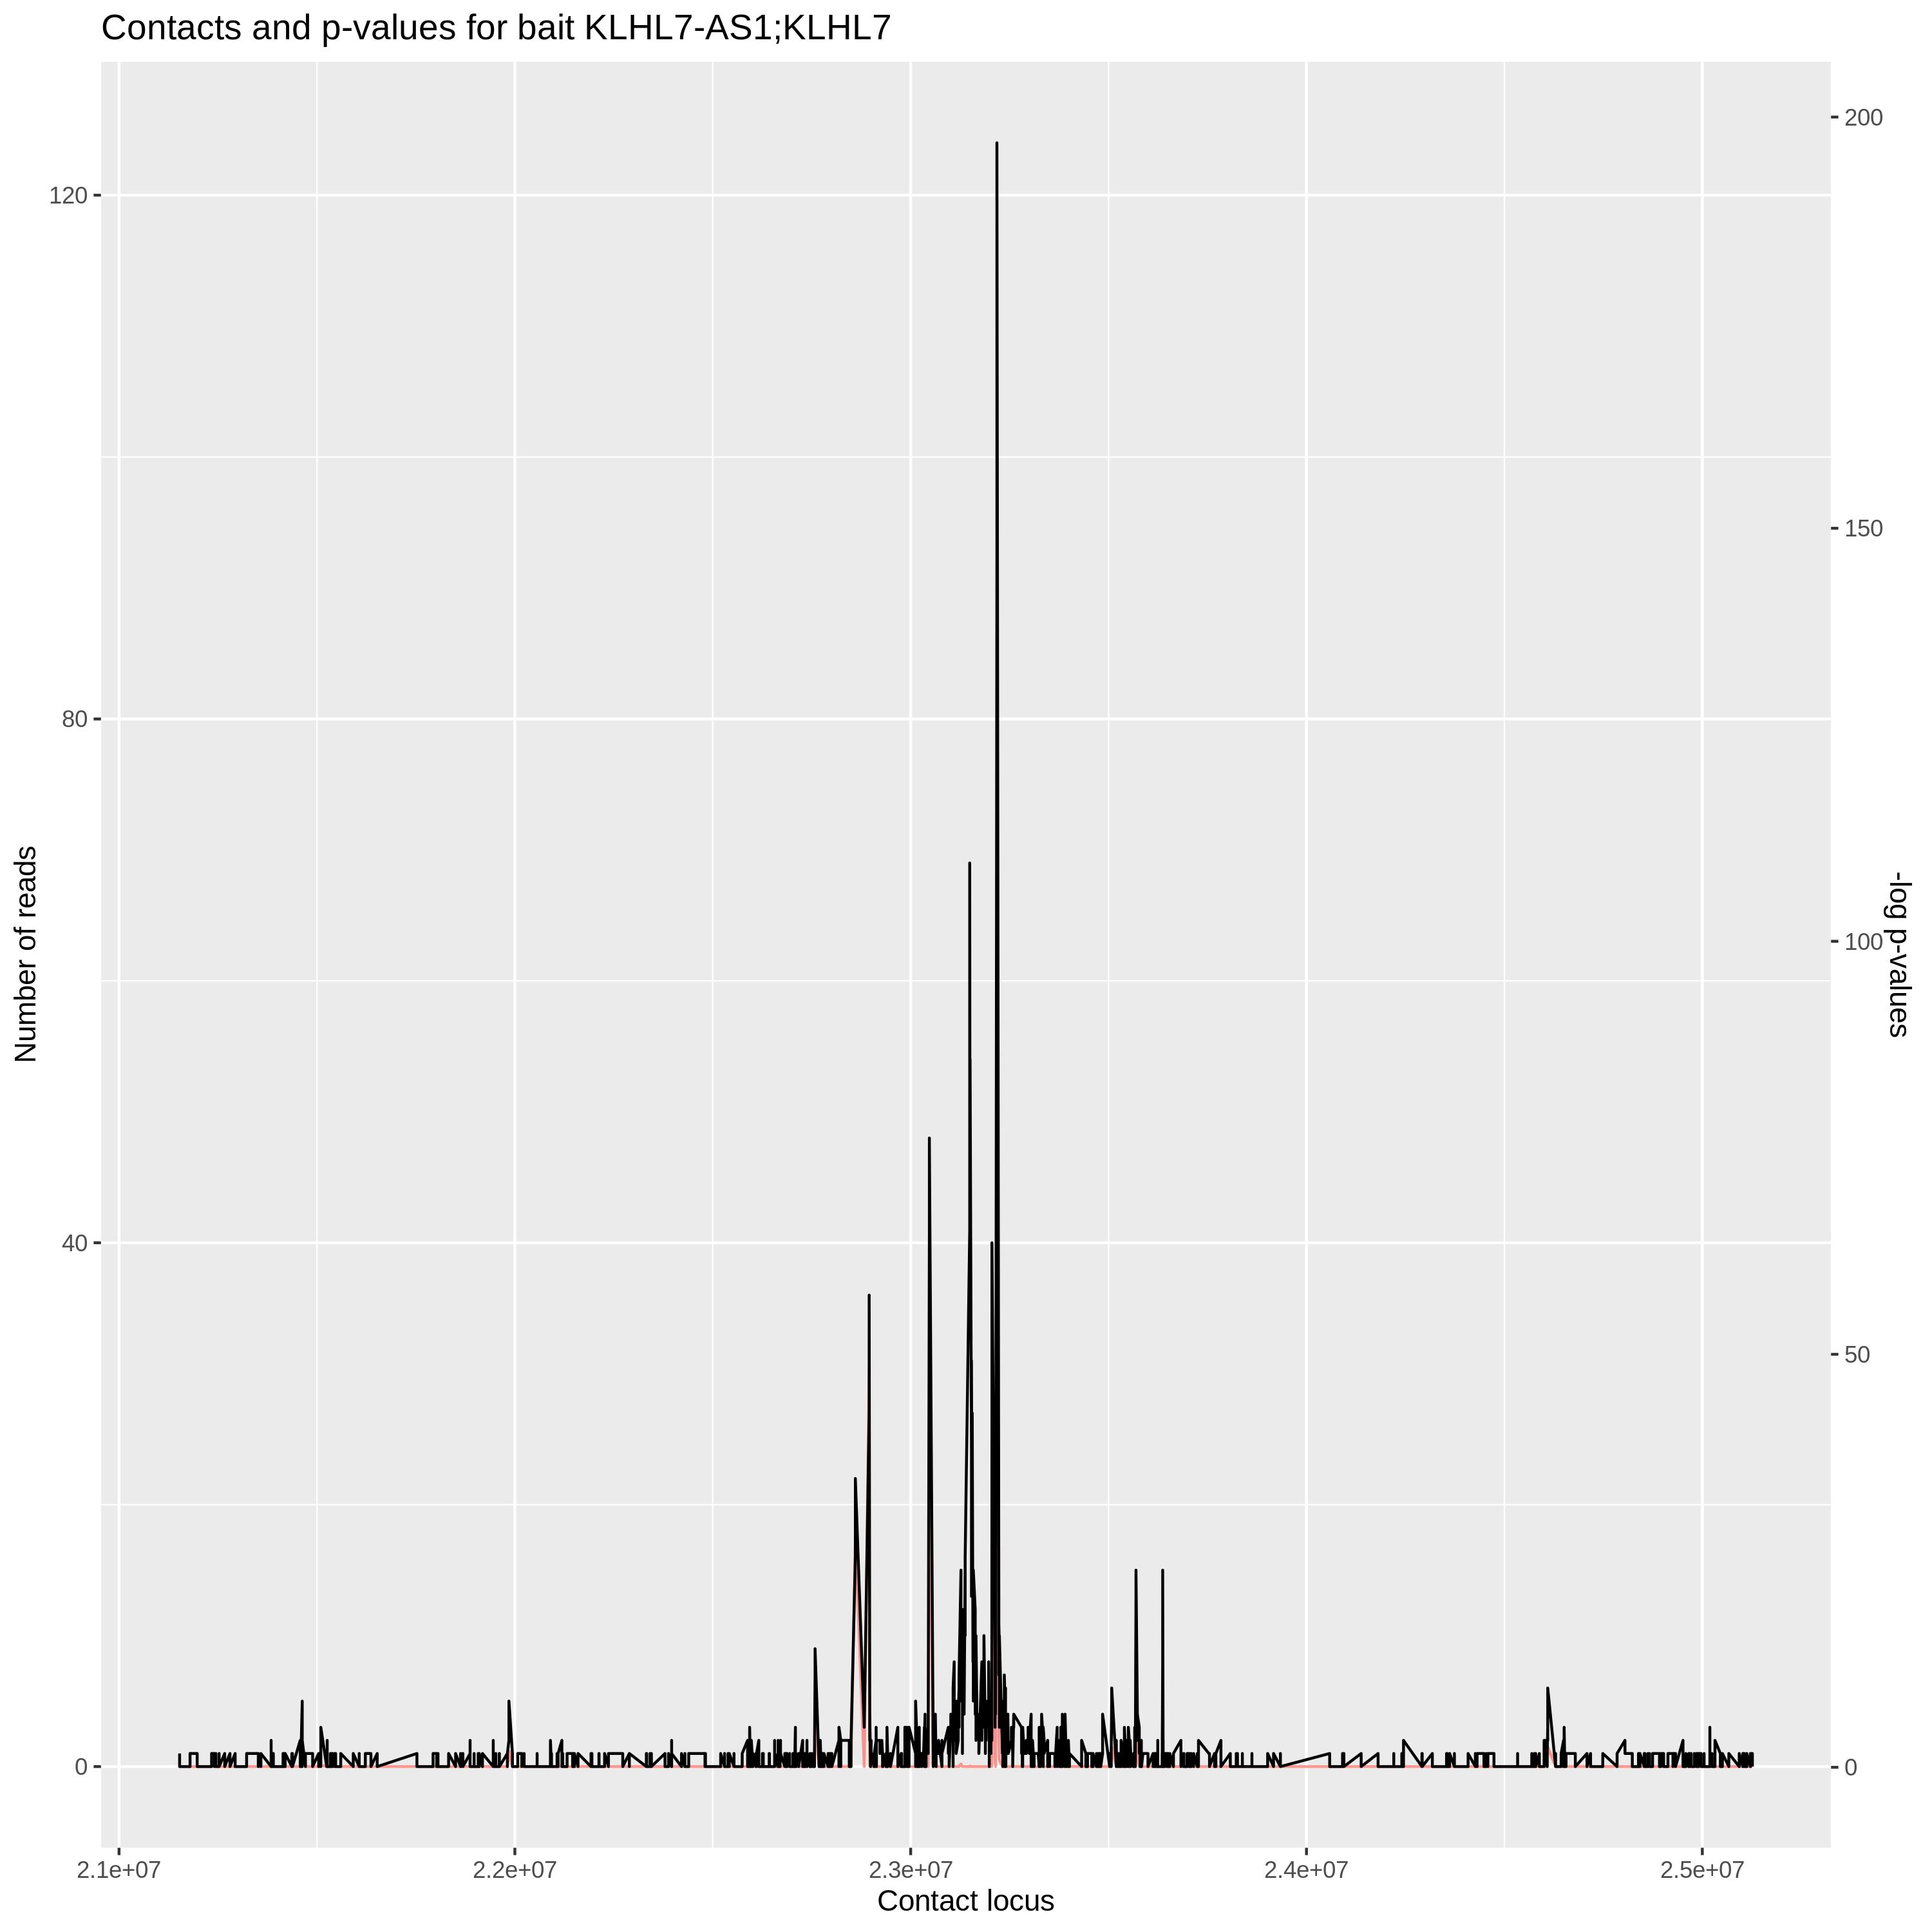 Contacts and p-values for bait KLHL7-AS1;KLHL7
200
120
150
80
Number of reads
-log p-values
100
40
50
0
0
2.1e+07
2.2e+07
2.3e+07
2.4e+07
2.5e+07
Contact locus